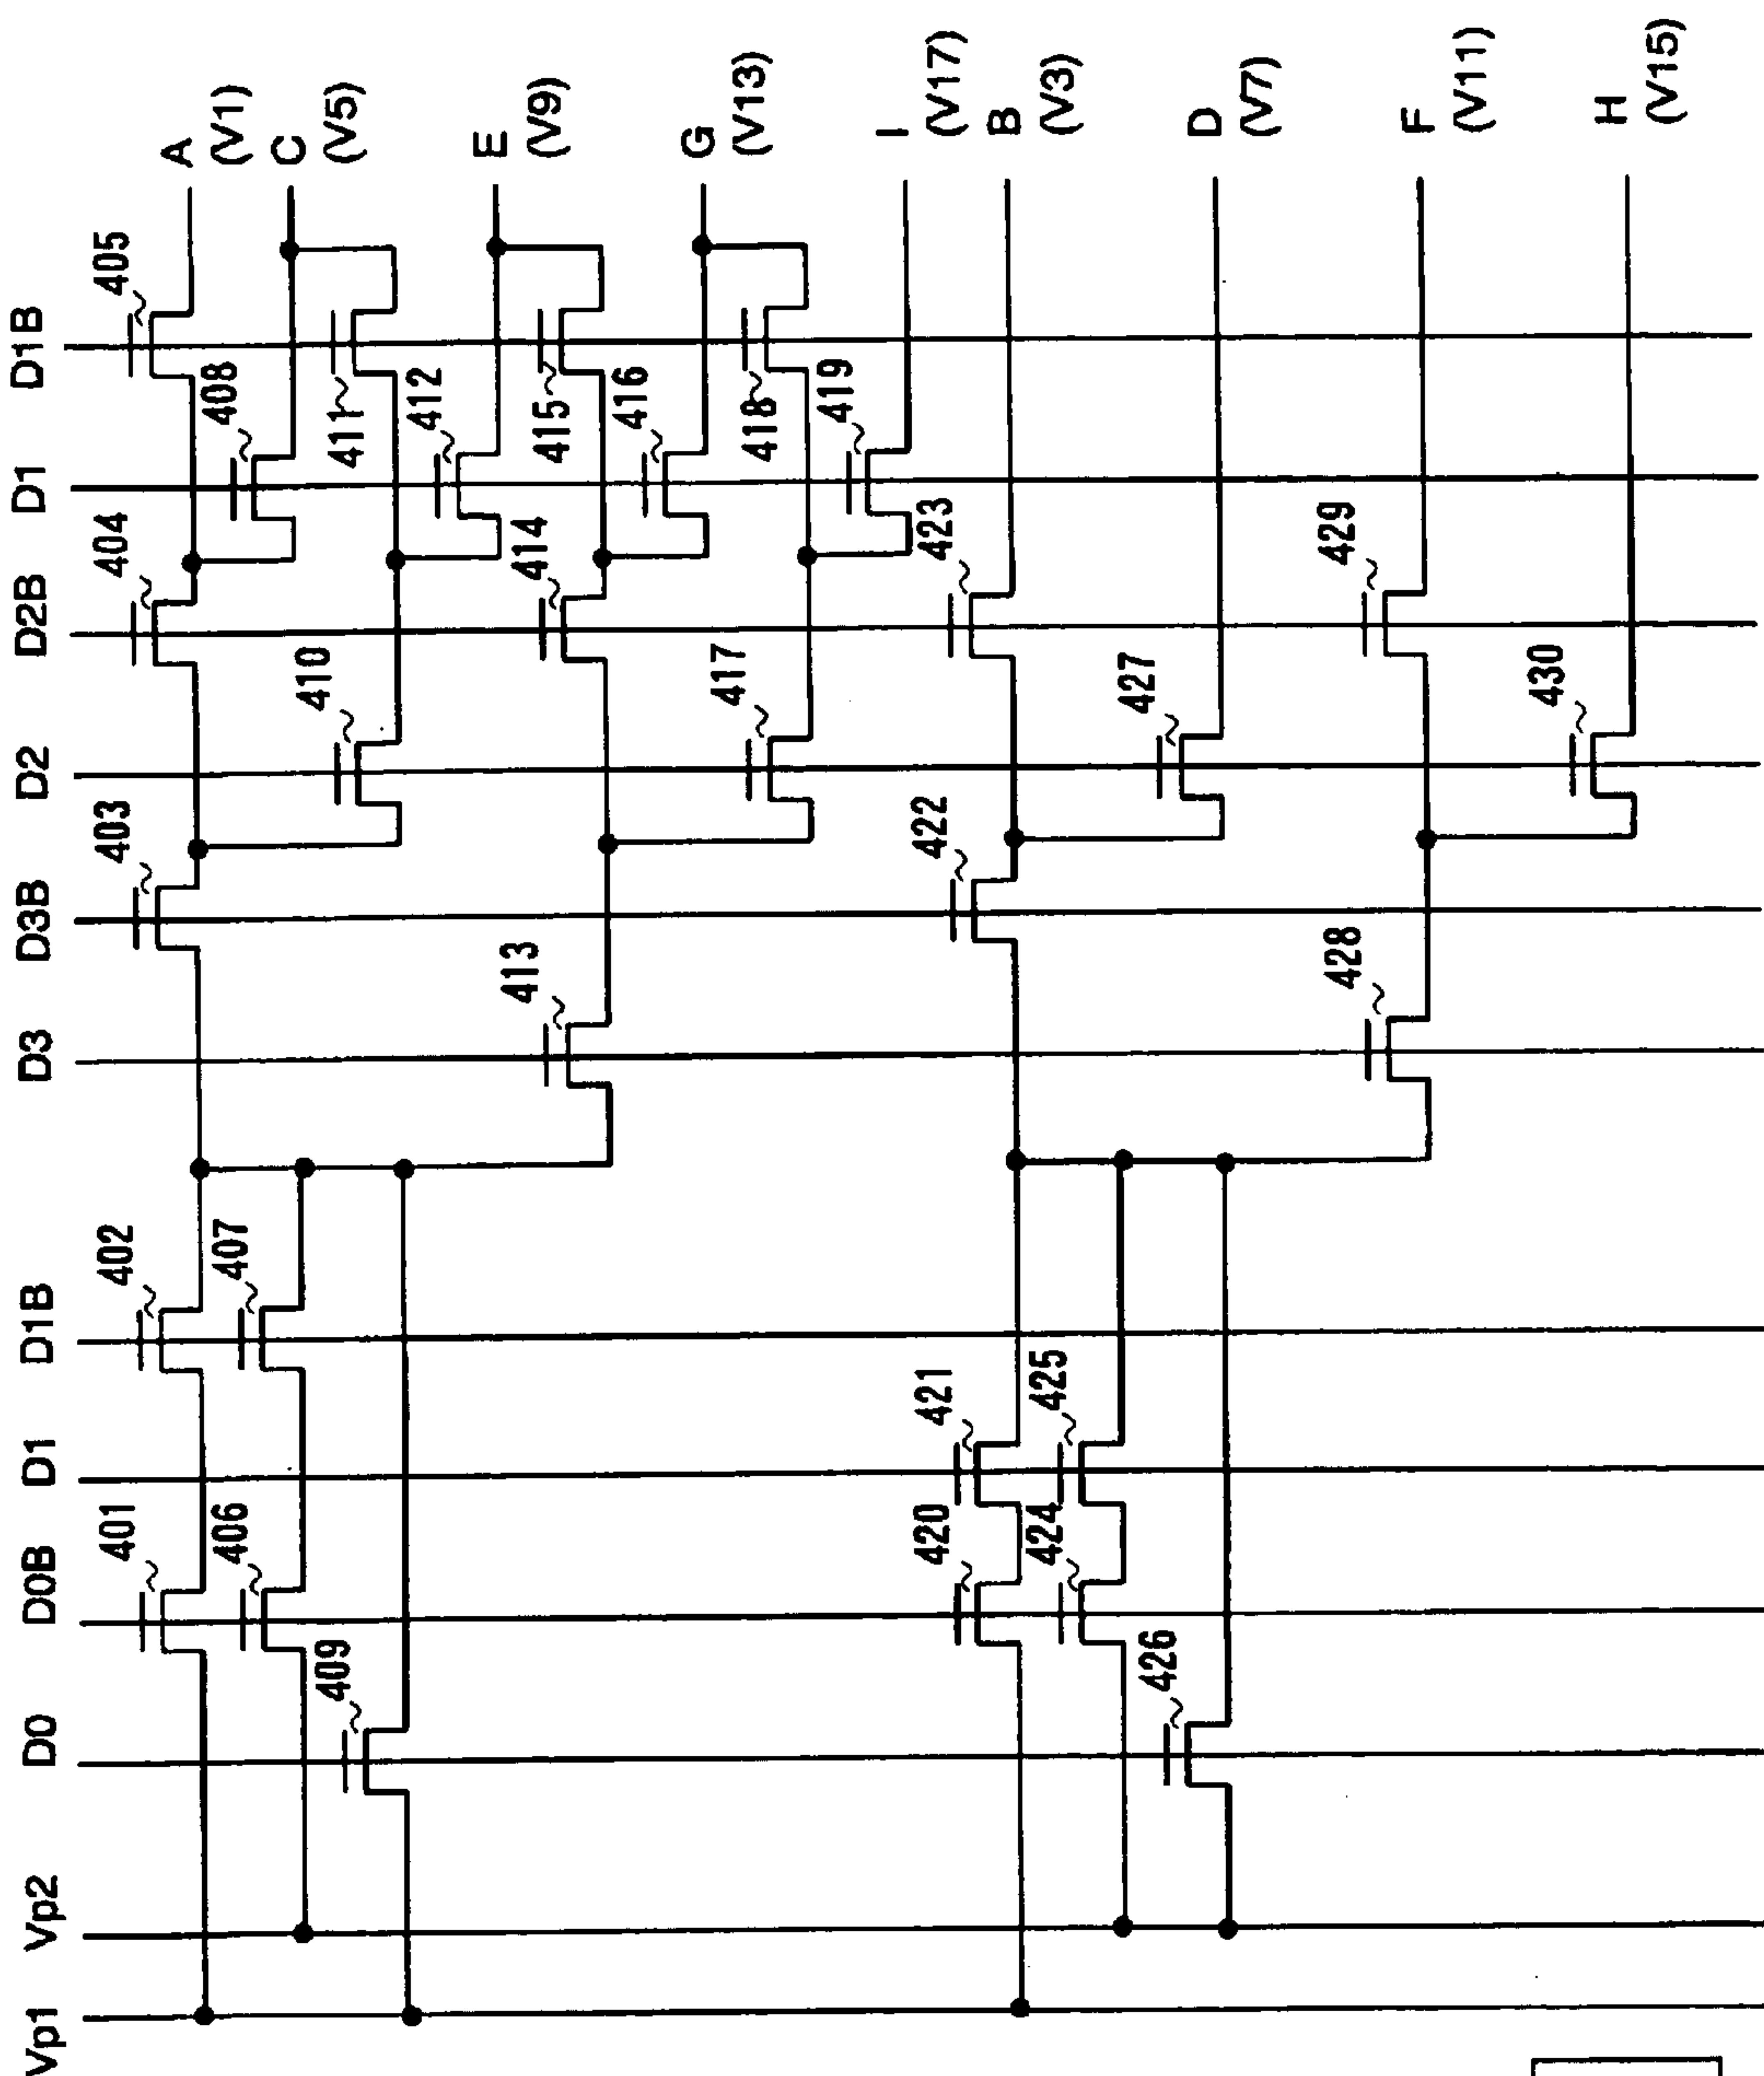 Vp1
Vp2
D0
D0B
D1
D1B
D3
D3B
D2
D2B
D1
D1B
401
402
403
404
405
406
407
408
409
410
411
412
413
414
415
416
417
418
419
420
421
422
423
424
425
426
427
428
429
430
A
(V1)
C
(V5)
E
(V9)
G
(V13)
I
(V17)
B
(V3)
D
(V7)
F
(V11)
H
(V15)